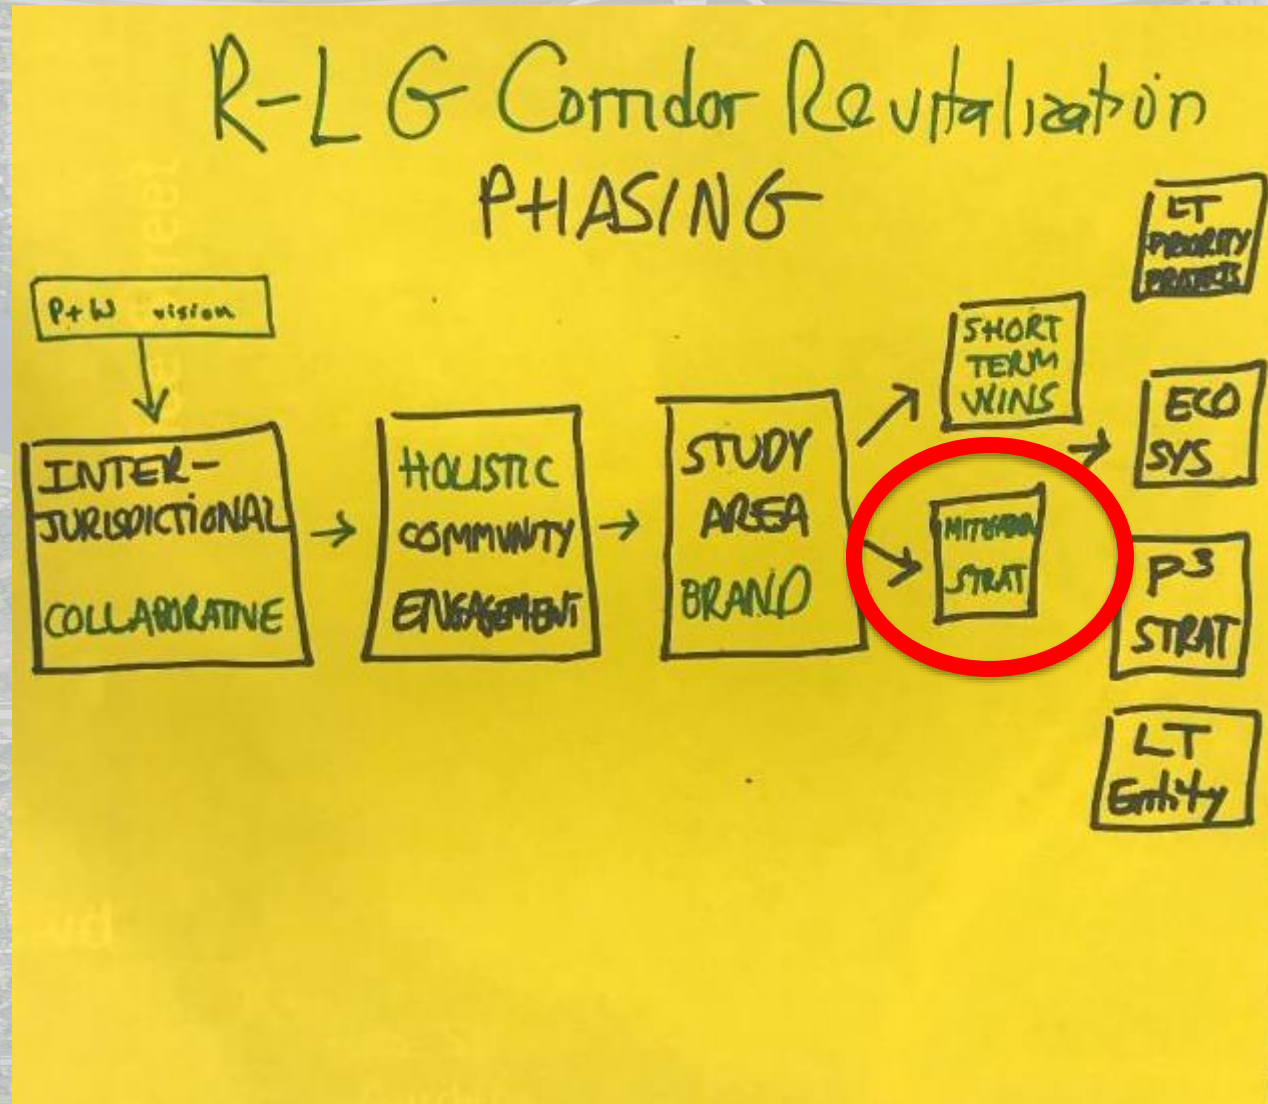 R-LG Corridor Revitalization
PHASING
P+W vision
INTER-
JURISDICTIONAL
COLLABORATIVE
HOLISTIC
COMMUNITY
ENGAGEMENT
STUDY
AREA
BRAND
SHORT
TERM
WINS
MITIGATION
STRAT
LT
PRIORITY
PROJECTS
ECO
SYS
P3
STRAT
LT
Entity